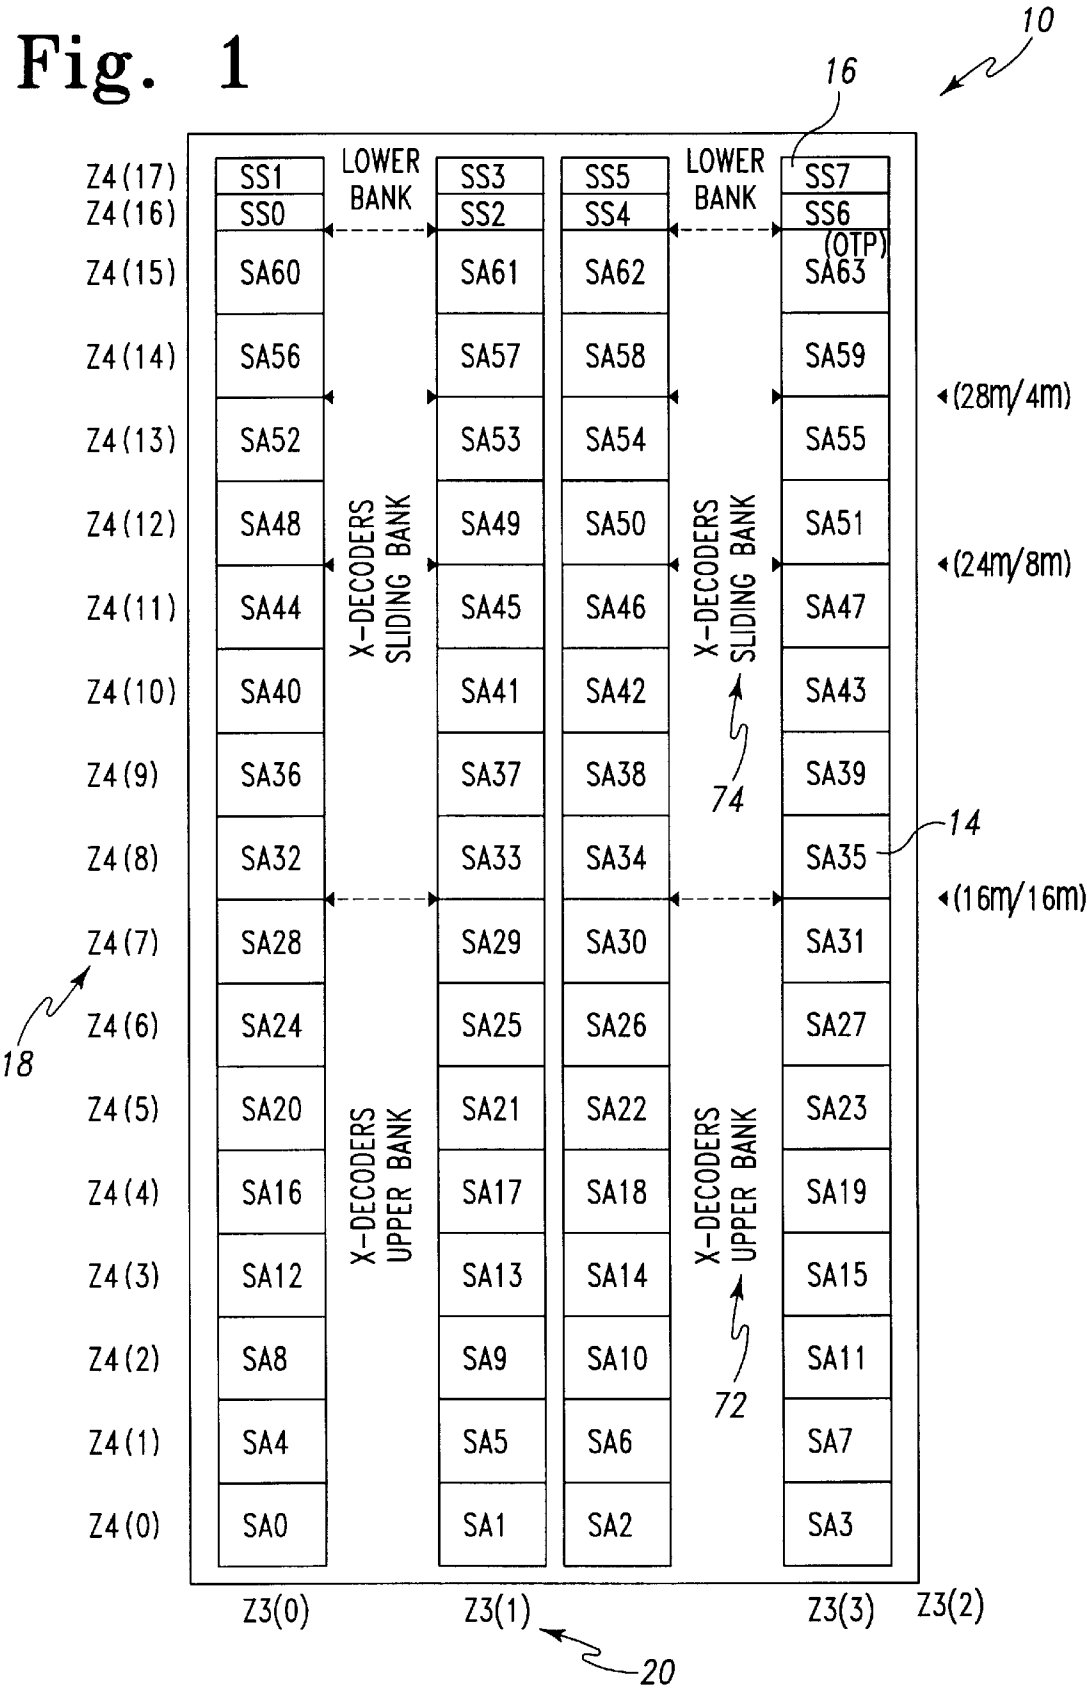 Fig. 1
10
16
Z4(17) SS1 LOWER BANK SS3 SS5 LOWER BANK SS7
Z4(16) SS0 SS2 SS4 SS6
(OTP)
Z4(15) SA60 SA61 SA62 SA63
Z4(14) SA56 SA57 SA58 SA59
(28m/4m)
Z4(13) SA52 SA53 SA54 SA55
Z4(12) SA48 SA49 SA50 SA51
(24m/8m)
X-DECODERS
SLIDING BANK
X-DECODERS
SLIDING BANK
Z4(11) SA44 SA45 SA46 SA47
Z4(10) SA40 SA41 SA42 SA43
74
Z4(9) SA36 SA37 SA38 SA39
14
Z4(8) SA32 SA33 SA34 SA35
(16m/16m)
Z4(7) SA28 SA29 SA30 SA31
18
Z4(6) SA24 SA25 SA26 SA27
Z4(5) SA20 SA21 SA22 SA23
X-DECODERS
UPPER BANK
X-DECODERS
UPPER BANK
Z4(4) SA16 SA17 SA18 SA19
Z4(3) SA12 SA13 SA14 SA15
Z4(2) SA8 SA9 SA10 SA11
72
Z4(1) SA4 SA5 SA6 SA7
Z4(0) SA0 SA1 SA2 SA3
Z3(0) Z3(1) Z3(3) Z3(2)
20